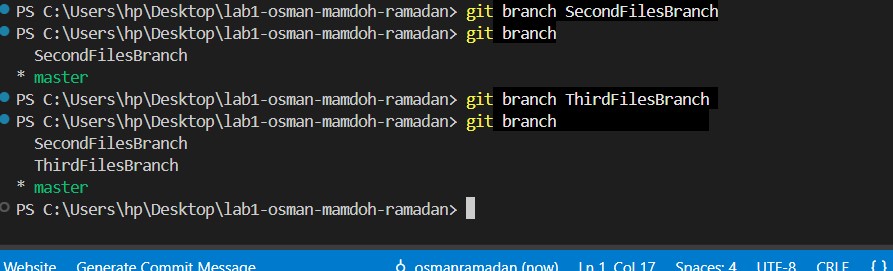 PS C:\Users\hp\Desktop\lab1-osman-mamdoh-ramadan> git branch SecondFilesBranch
PS C:\Users\hp\Desktop\lab1-osman-mamdoh-ramadan> git branch
  SecondFilesBranch
* master
PS C:\Users\hp\Desktop\lab1-osman-mamdoh-ramadan> git branch ThirdFilesBranch
PS C:\Users\hp\Desktop\lab1-osman-mamdoh-ramadan> git branch
  SecondFilesBranch
  ThirdFilesBranch
* master
PS C:\Users\hp\Desktop\lab1-osman-mamdoh-ramadan>
Website Generate Commit Message osmanramadan (now) Ln 1, Col 17 Spaces: 4 UTF-8 CRLF { }